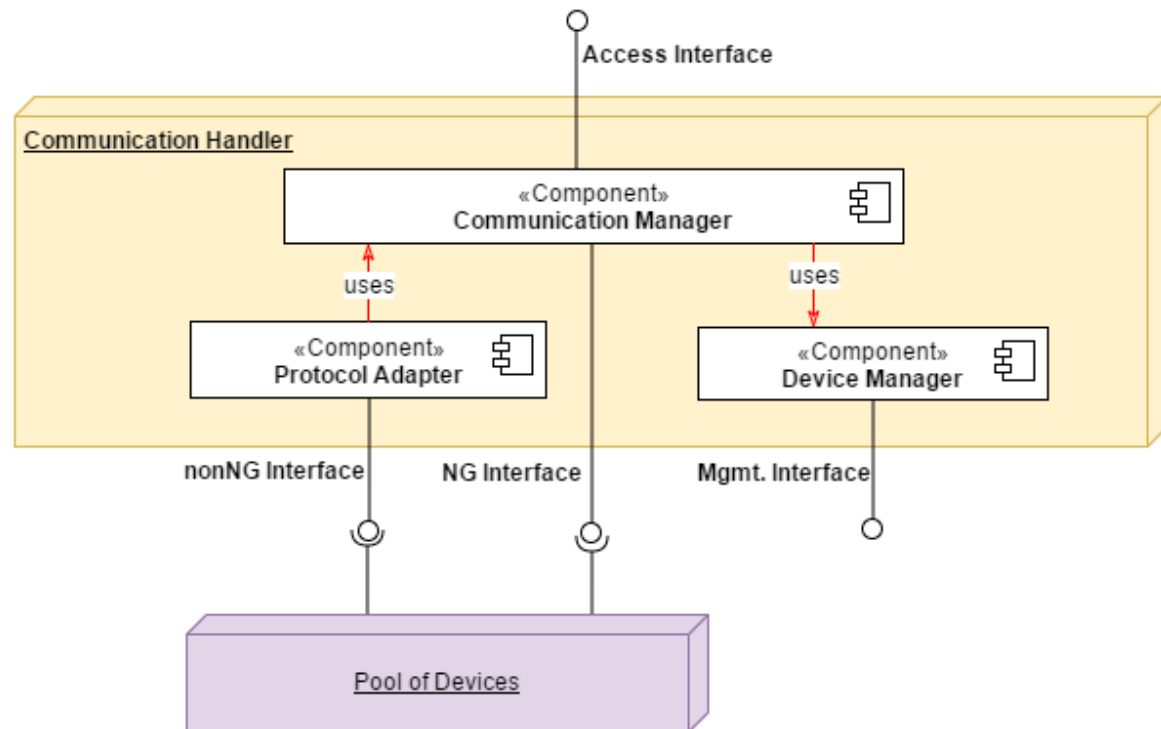 Access Interface
Communication Handler
«Component»
Communication Manager
uses
uses
«Component»
Protocol Adapter
«Component»
Device Manager
nonNG Interface
NG Interface
Mgmt. Interface
Pool of Devices